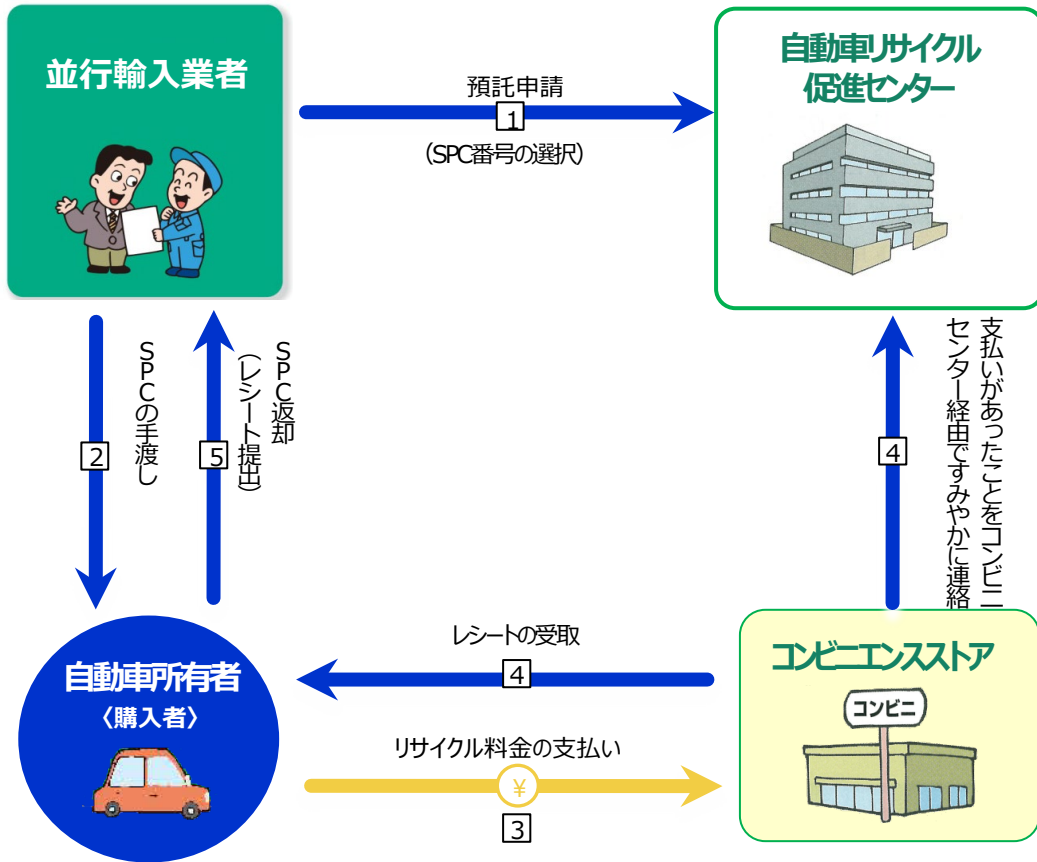 並行輸入業者
預託申請
1
(SPC番号の選択)
自動車リサイクル
促進センター
2
SPCの手渡し
5
SPC返却
(レシート提出)
4
支払いがあったことをコンビニ
センター経由ですみやかに連絡
自動車所有者
〈購入者〉
レシートの受取
4
リサイクル料金の支払い
¥
3
コンビニエンスストア
コンビニ